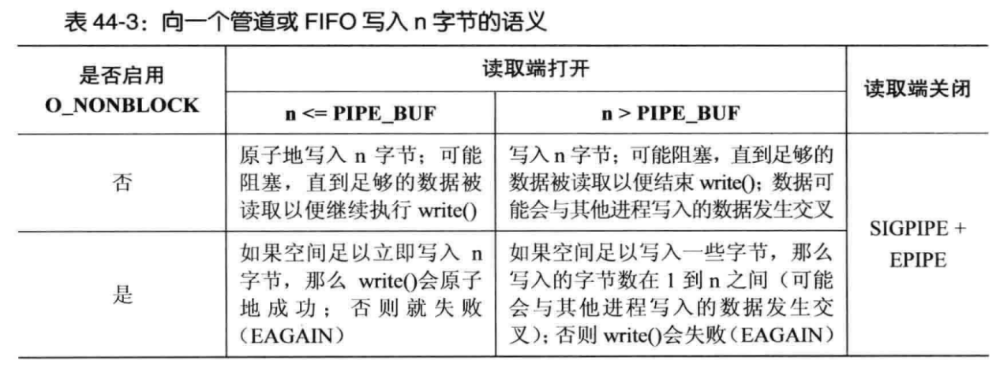 表 44-3：向一个管道或 FIFO 写入 n 字节的语义
是否启用
O_NONBLOCK
读取端打开
读取端关闭
n <= PIPE_BUF
n > PIPE_BUF
否
原子地写入 n 字节；可能
阻塞，直到足够的数据被
读取以便继续执行 write()
写入 n 字节；可能阻塞，直到足够的
数据被读取以便结束 write()；数据可
能会与其他进程写入的数据发生交叉
SIGPIPE +
EPIPE
是
如果空间足以立即写入 n
字节，那么 write()会原子
地成功；否则就失败
（EAGAIN）
如果空间足以写入一些字节，那么
写入的字节数在 1 到 n 之间（可能
会与其他进程写入的数据发生交
叉）；否则 write()会失败（EAGAIN）